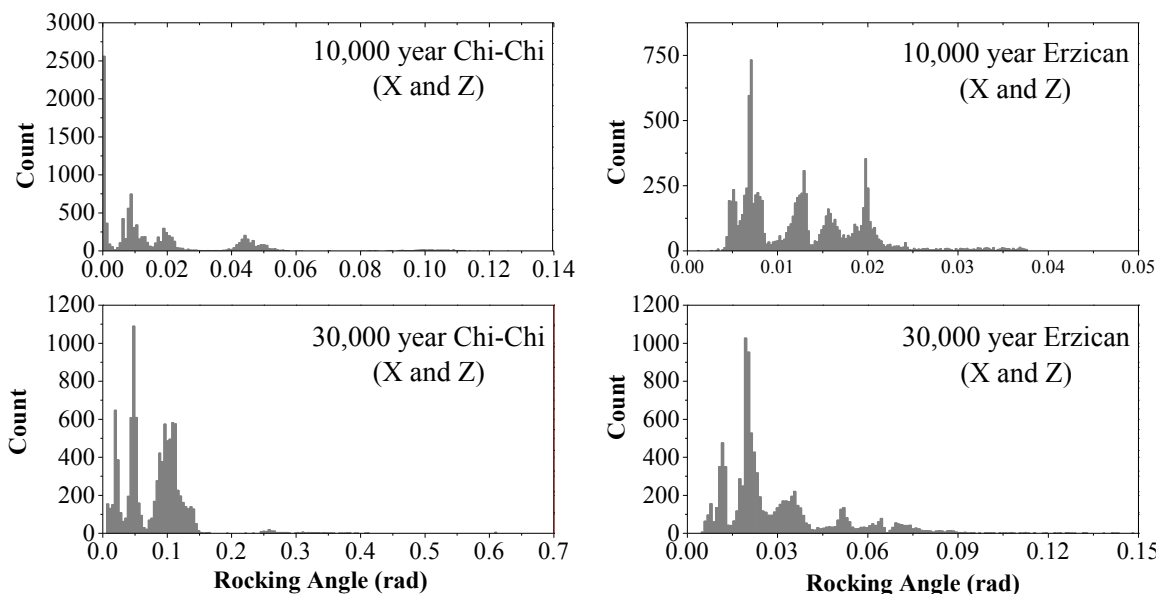 3000
2500
2000
1500
1000
500
0
Count
10,000 year Chi-Chi
(X and Z)
0.00 0.02 0.04 0.06 0.08 0.10 0.12 0.14
750
500
250
0
Count
10,000 year Erzican
(X and Z)
0.00 0.01 0.02 0.03 0.04 0.05
1200
1000
800
600
400
200
0
Count
30,000 year Chi-Chi
(X and Z)
0.0 0.1 0.2 0.3 0.4 0.5 0.6 0.7
Rocking Angle (rad)
1200
1000
800
600
400
200
0
Count
30,000 year Erzican
(X and Z)
0.00 0.03 0.06 0.09 0.12 0.15
Rocking Angle (rad)